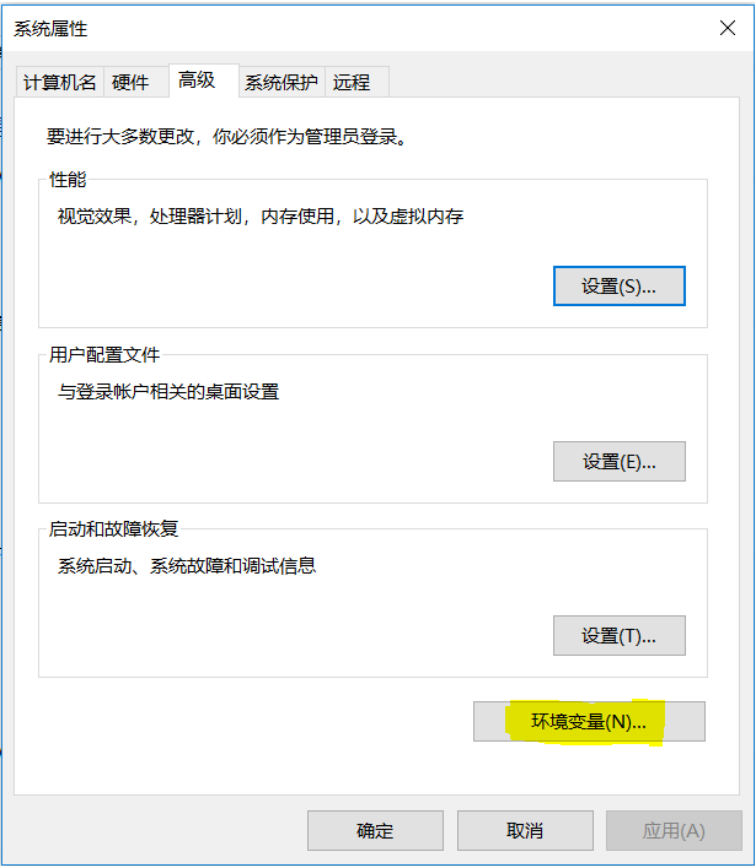 系统属性
计算机名 硬件 高级 系统保护 远程
要进行大多数更改，你必须作为管理员登录。
性能
视觉效果，处理器计划，内存使用，以及虚拟内存
设置(S)...
用户配置文件
与登录帐户相关的桌面设置
设置(E)...
启动和故障恢复
系统启动、系统故障和调试信息
设置(T)...
环境变量(N)...
确定 取消 应用(A)